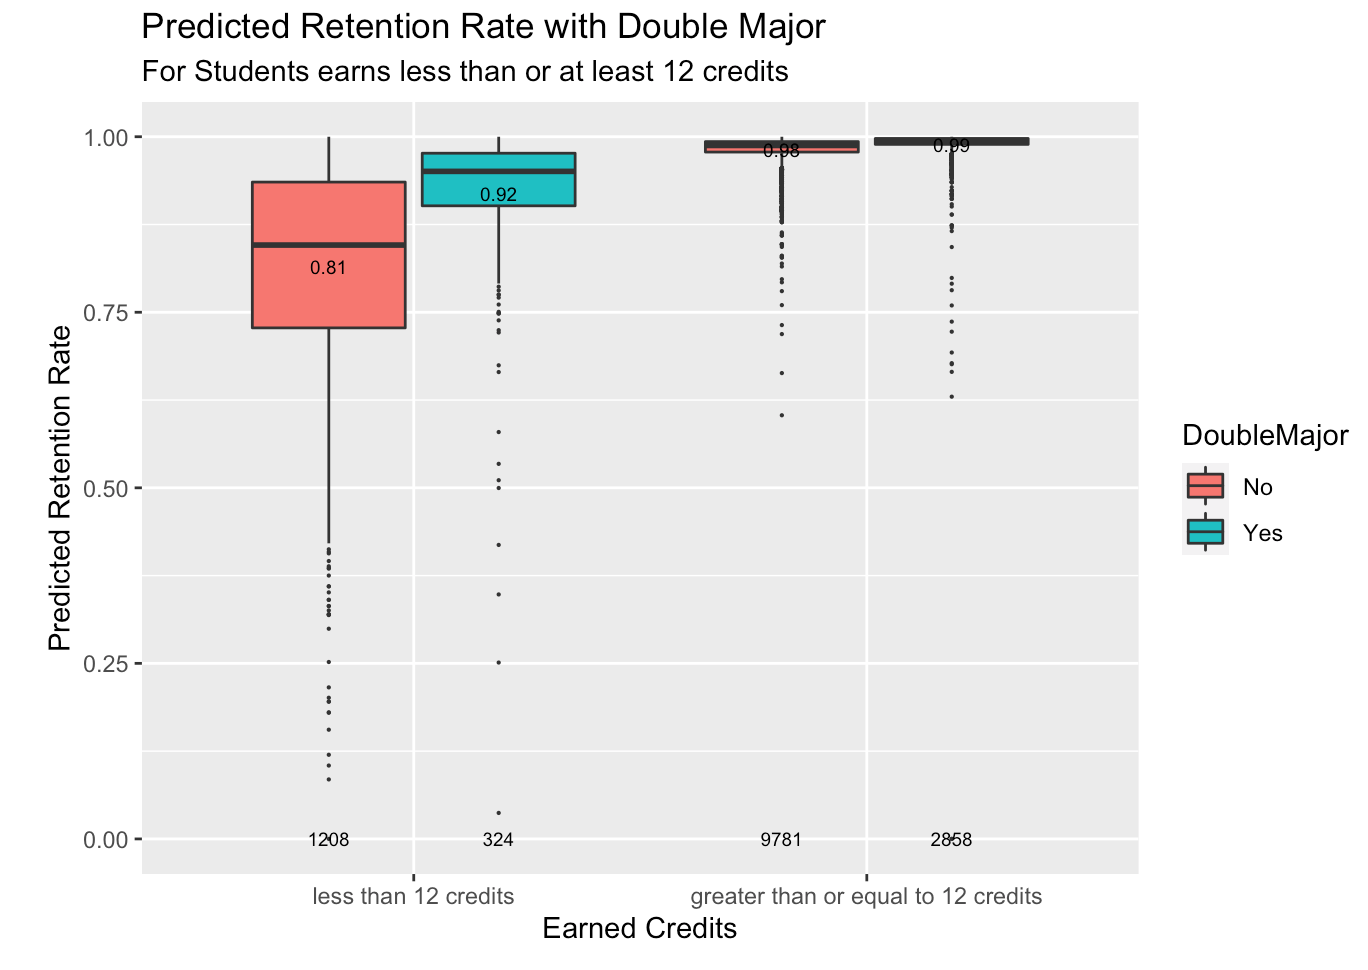 Predicted Retention Rate with Double Major
For Students earns less than or at least 12 credits
1.00
0.75
0.50
0.25
0.00
Predicted Retention Rate
0.81
0.92
0.98
0.99
1208
324
9781
2858
less than 12 credits
greater than or equal to 12 credits
Earned Credits
DoubleMajor
No
Yes